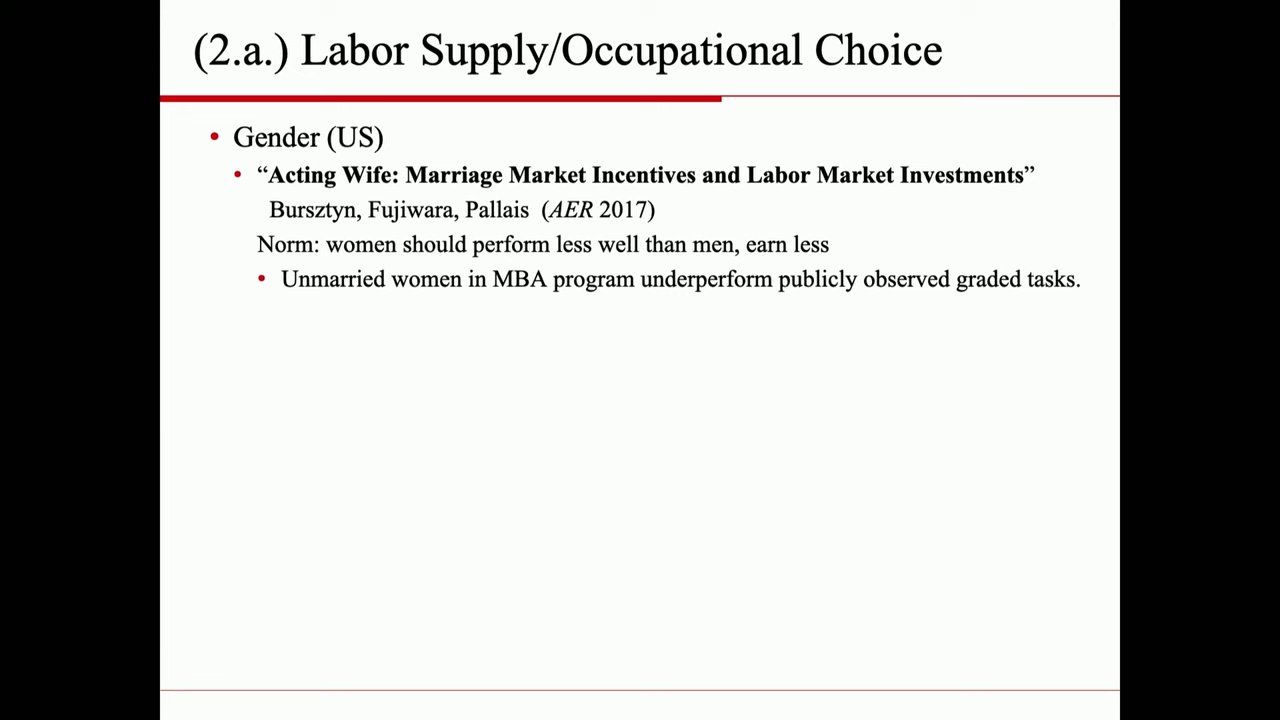 (2.a.) Labor Supply/Occupational Choice
• Gender (US)
• “Acting Wife: Marriage Market Incentives and Labor Market Investments”
Bursztyn, Fujiwara, Pallais (AER 2017)
Norm: women should perform less well than men, earn less
• Unmarried women in MBA program underperform publicly observed graded tasks.